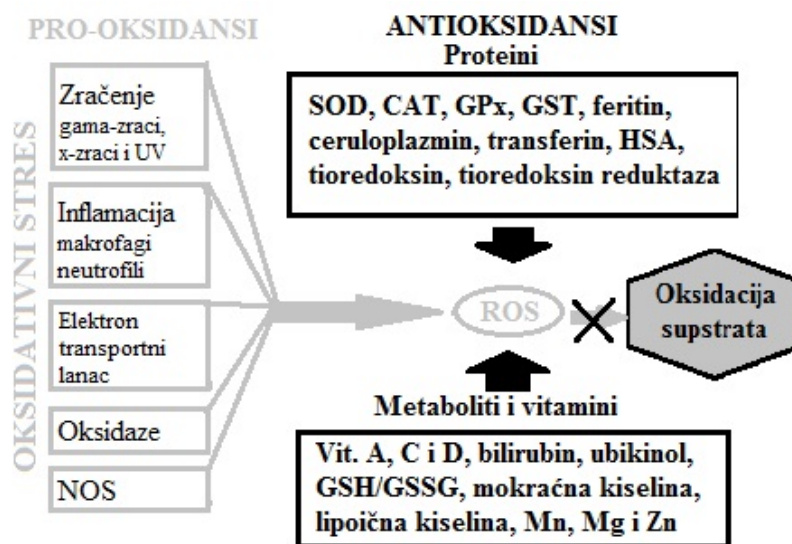 PRO-OKSIDANSI
OKSIDATIVNI STRES
Zračenje
gama-zraci,
x-zraci i UV
Inflamacija
makrofagi
neutrofili
Elektron
transportni
lanac
Oksidaze
NOS
ANTIOKSIDANSI
Proteini
SOD, CAT, GPx, GST, feritin,
ceruloplazmin, transferin, HSA,
tioredoksin, tioredoksin reduktaza
ROS
Oksidacija
supstrata
Metaboliti i vitamini
Vit. A, C i D, bilirubin, ubikinol,
GSH/GSSG, mokraćna kiselina,
lipoična kiselina, Mn, Mg i Zn